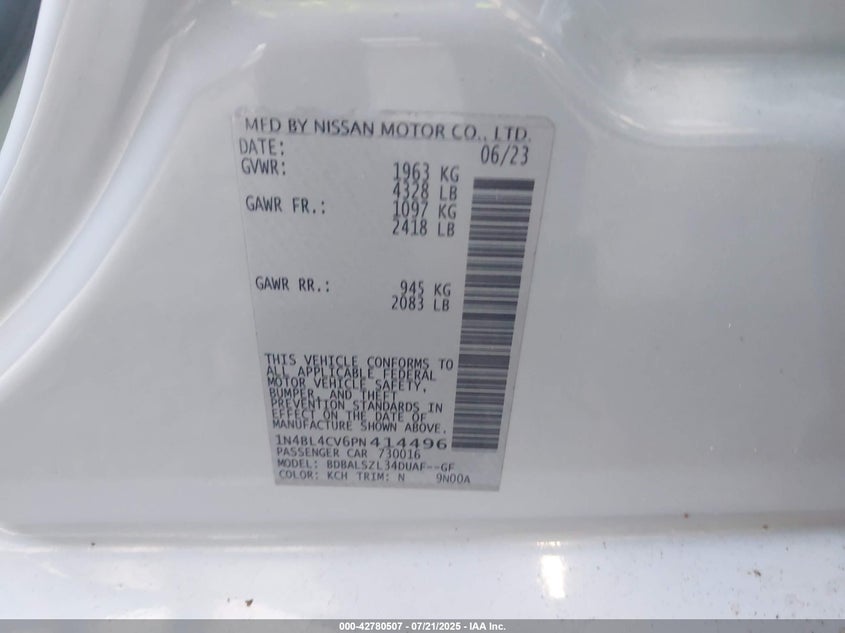 MFD BY NISSAN MOTOR CO., LTD.
DATE: 06/23
GVWR: 1963 KG
4328 LB
GAWR FR.: 1097 KG
2418 LB
GAWR RR.: 945 KG
2083 LB
THIS VEHICLE CONFORMS TO
ALL APPLICABLE FEDERAL
MOTOR VEHICLE SAFETY,
BUMPER, AND THEFT
PREVENTION STANDARDS IN
EFFECT ON THE DATE OF
MANUFACTURE SHOWN ABOVE.
1N4BL4CV6PN414496
PASSENGER CAR 730016
MODEL: BDBALSZL34DUAF--GF
COLOR: KCH TRIM: N 9N00A
000-42780507 - 07/21/2025 - IAA Inc.